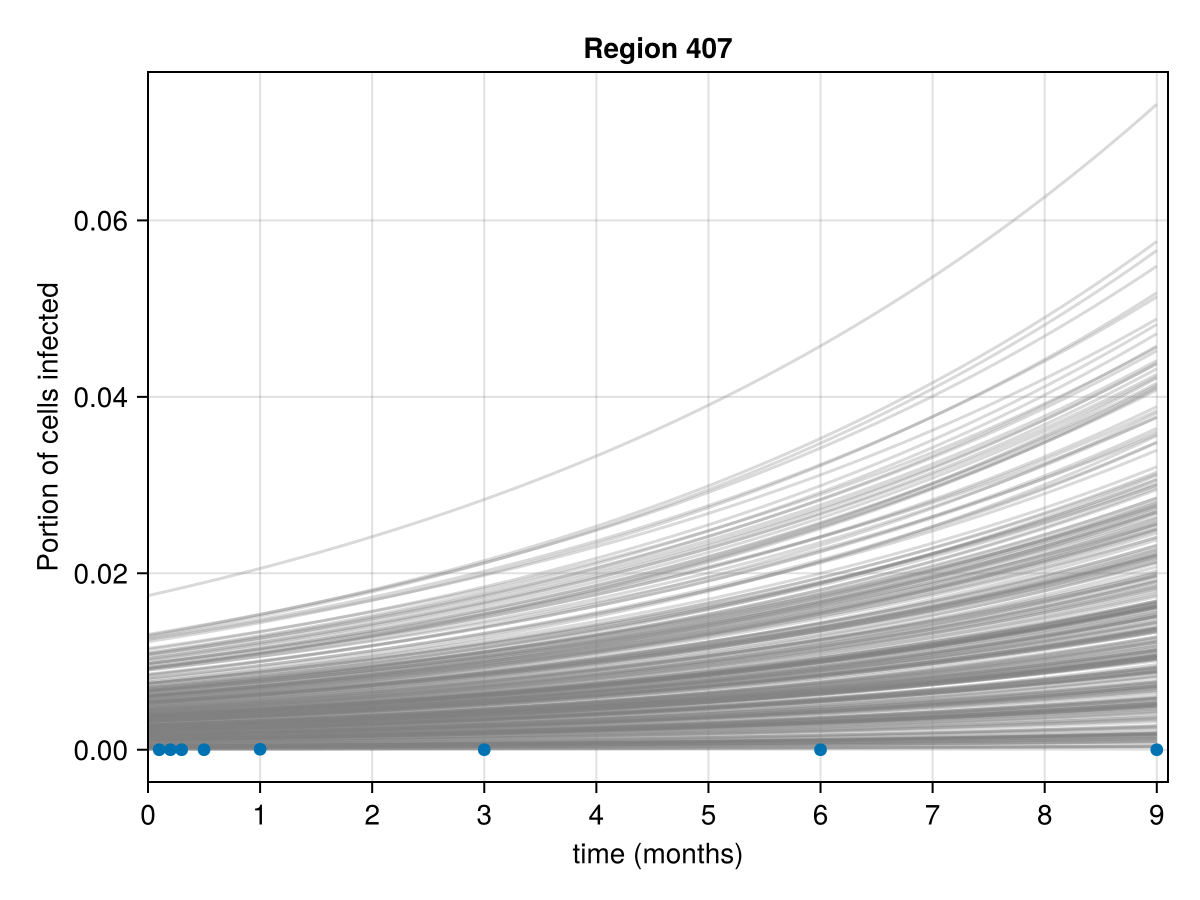 Region 407
Portion of cells infected
0.06
0.04
0.02
0.00
0 1 2 3 4 5 6 7 8 9
time (months)